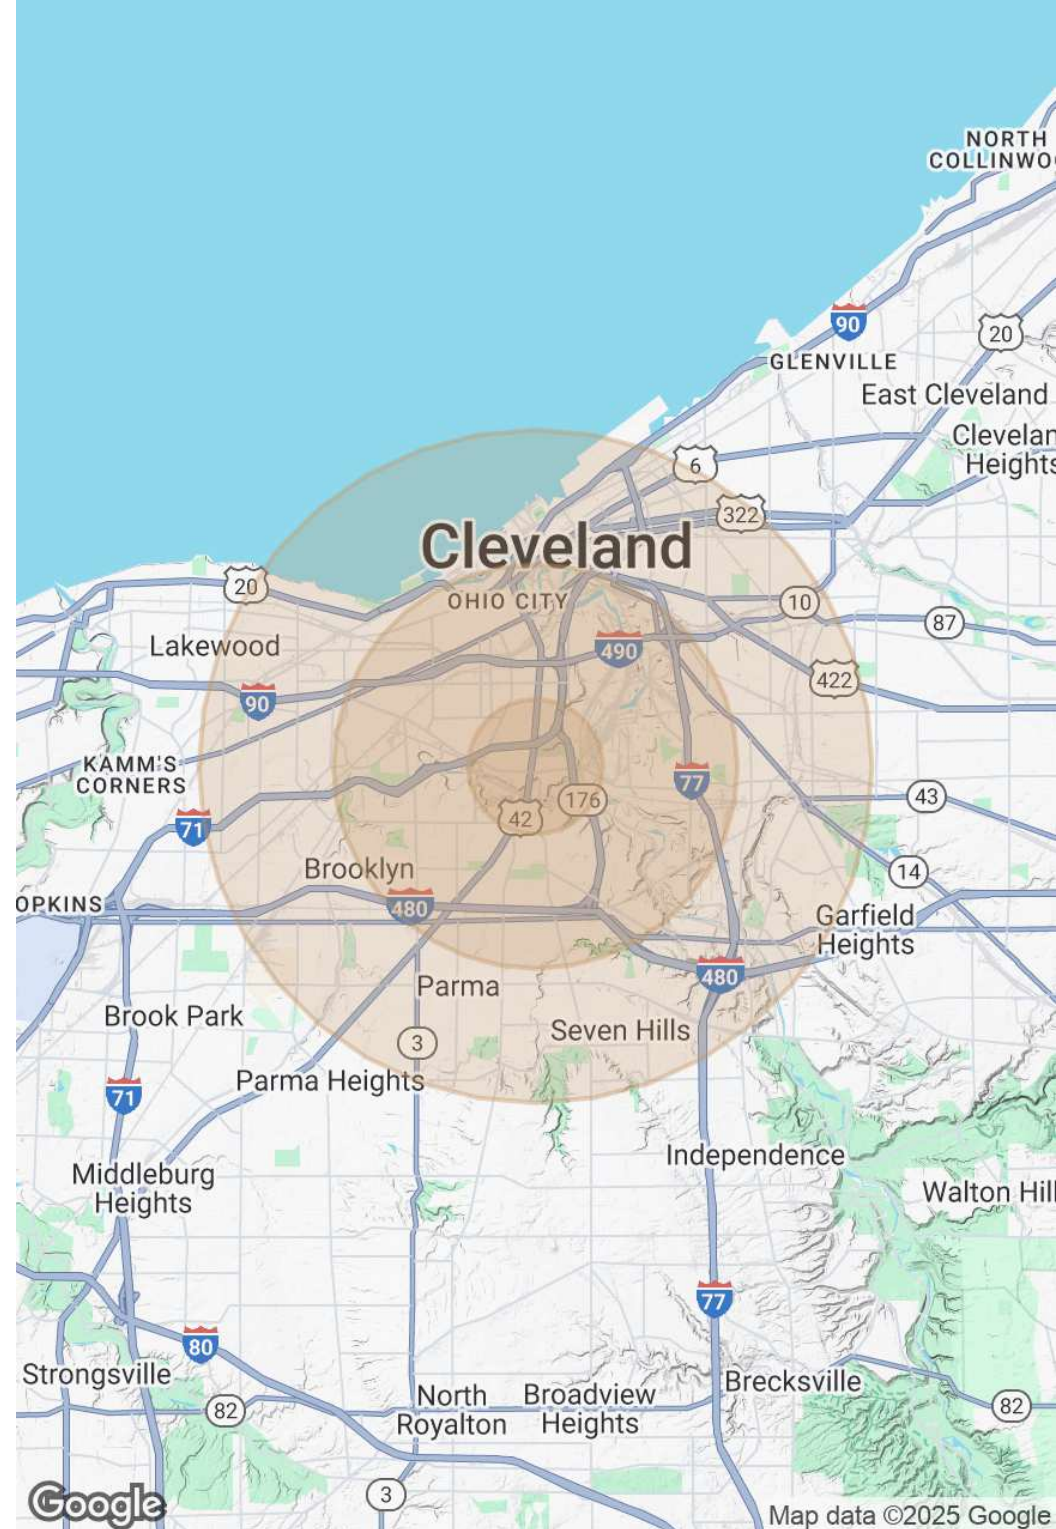 NORTH
COLLINWO
90
20
GLENVILLE
East Cleveland
Clevelan
Heights
6
322
Cleveland
20
OHIO CITY
10
87
Lakewood
490
422
90
KAMM'S
CORNERS
77
43
176
42
71
Brooklyn
14
480
OPKINS
Garfield
Heights
480
Parma
Brook Park
Seven Hills
3
Parma Heights
71
Independence
Middleburg
Heights
Walton Hill
77
80
Strongsville
Brecksville
North
Royalton
Broadview
Heights
82
82
3
Google
Map data ©2025 Google